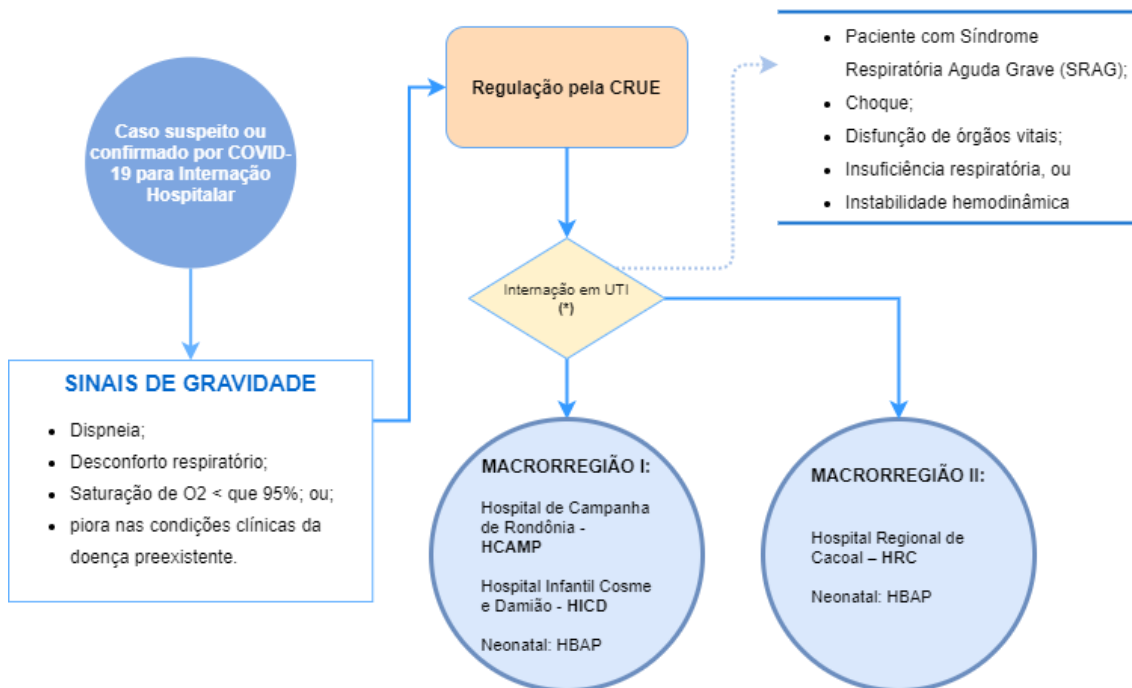 Caso suspeito ou
confirmado por COVID-
19 para Internação
Hospitalar
SINAIS DE GRAVIDADE
• Dispneia;
• Desconforto respiratório;
• Saturação de O2 < que 95%; ou;
• piora nas condições clínicas da
doença preexistente.
Regulação pela CRUE
Internação em UTI
(*)
• Paciente com Síndrome
Respiratória Aguda Grave (SRAG);
• Choque;
• Disfunção de órgãos vitais;
• Insuficiência respiratória, ou
• Instabilidade hemodinâmica
MACRORREGIÃO I:
Hospital de Campanha
de Rondônia -
HCAMP
Hospital Infantil Cosme
e Damião - HICD
Neonatal: HBAP
MACRORREGIÃO II:
Hospital Regional de
Cacoal – HRC
Neonatal: HBAP